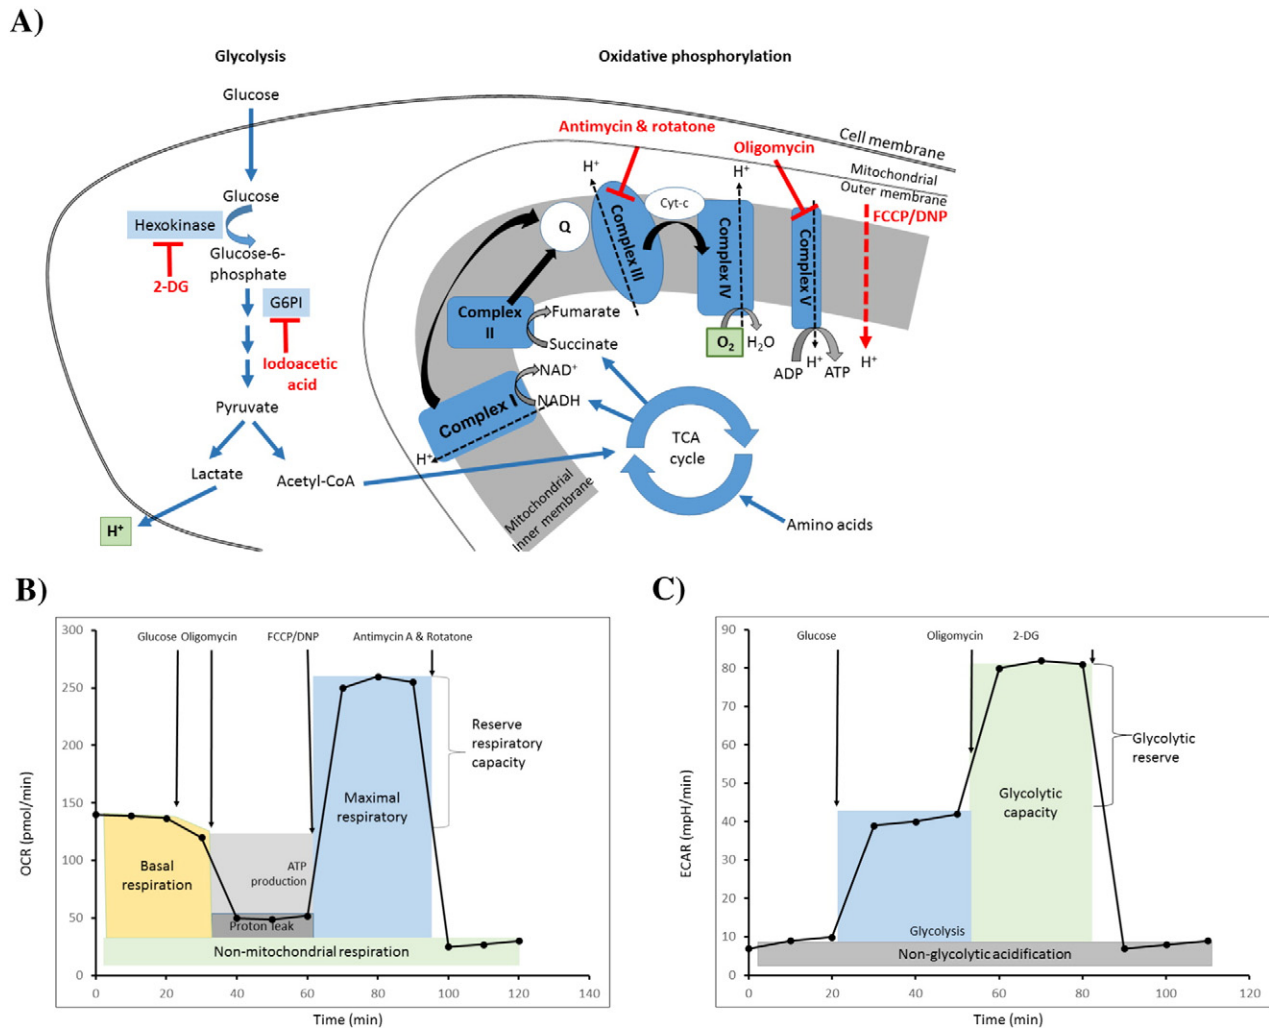 A)
Glycolysis
Oxidative phosphorylation
Glucose
Glucose
Hexokinase
Glucose-6-
phosphate
2-DG
G6PI
Iodoacetic
acid
Pyruvate
Lactate
Acetyl-CoA
H+
Antimycin & rotatone
Oligomycin
Cell membrane
Mitochondrial
Outer membrane
FCCP/DNP
H+
H+
Cyt-c
Q
Complex III
Complex IV
Complex V
Complex
II
Fumarate
Succinate
O2
H2O
ADP
H+
ATP
H+
NAD+
NADH
Complex I
H+
TCA
cycle
Mitochondrial
Inner membrane
Amino acids
B)
300
250
200
150
100
50
0
OCR (pmol/min)
Glucose Oligomycin
FCCP/DNP
Antimycin A & Rotatone
Reserve
respiratory
capacity
Maximal
respiratory
Basal
respiration
ATP
production
Proton leak
Non-mitochondrial respiration
0 20 40 60 80 100 120 140
Time (min)
C)
90
80
70
60
50
40
30
20
10
0
ECAR (mpH/min)
Glucose
Oligomycin
2-DG
Glycolytic
reserve
Glycolytic
capacity
Glycolysis
Non-glycolytic acidification
0 20 40 60 80 100 120
Time (min)